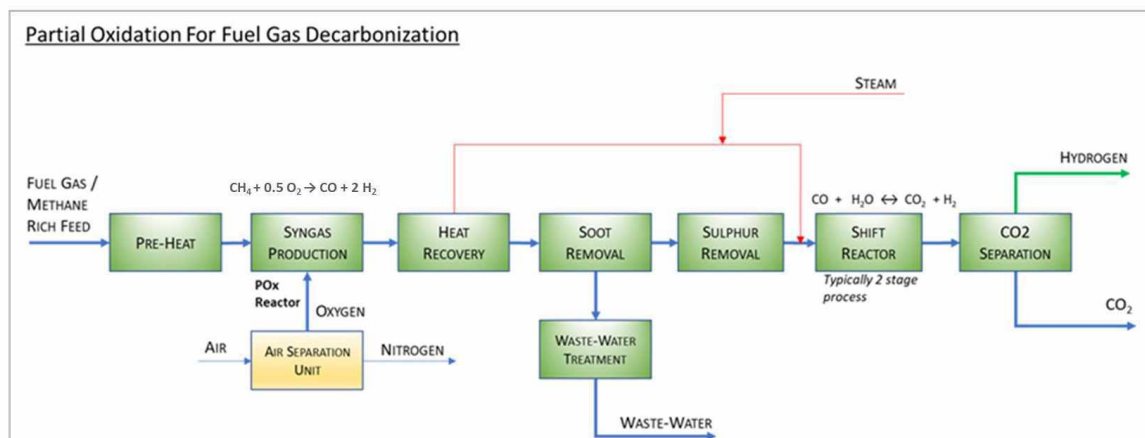 Partial Oxidation For Fuel Gas Decarbonization
STEAM
HYDROGEN
FUEL GAS /
METHANE
RICH FEED
CH₄ + 0.5 O₂ → CO + 2 H₂
CO + H₂O ↔ CO₂ + H₂
PRE-HEAT
SYNGAS
PRODUCTION
HEAT
RECOVERY
SOOT
REMOVAL
SULPHUR
REMOVAL
SHIFT
REACTOR
CO2
SEPARATION
POx
Reactor
Typically 2 stage
process
OXYGEN
CO₂
AIR
AIR SEPARATION
UNIT
NITROGEN
WASTE-WATER
TREATMENT
WASTE-WATER